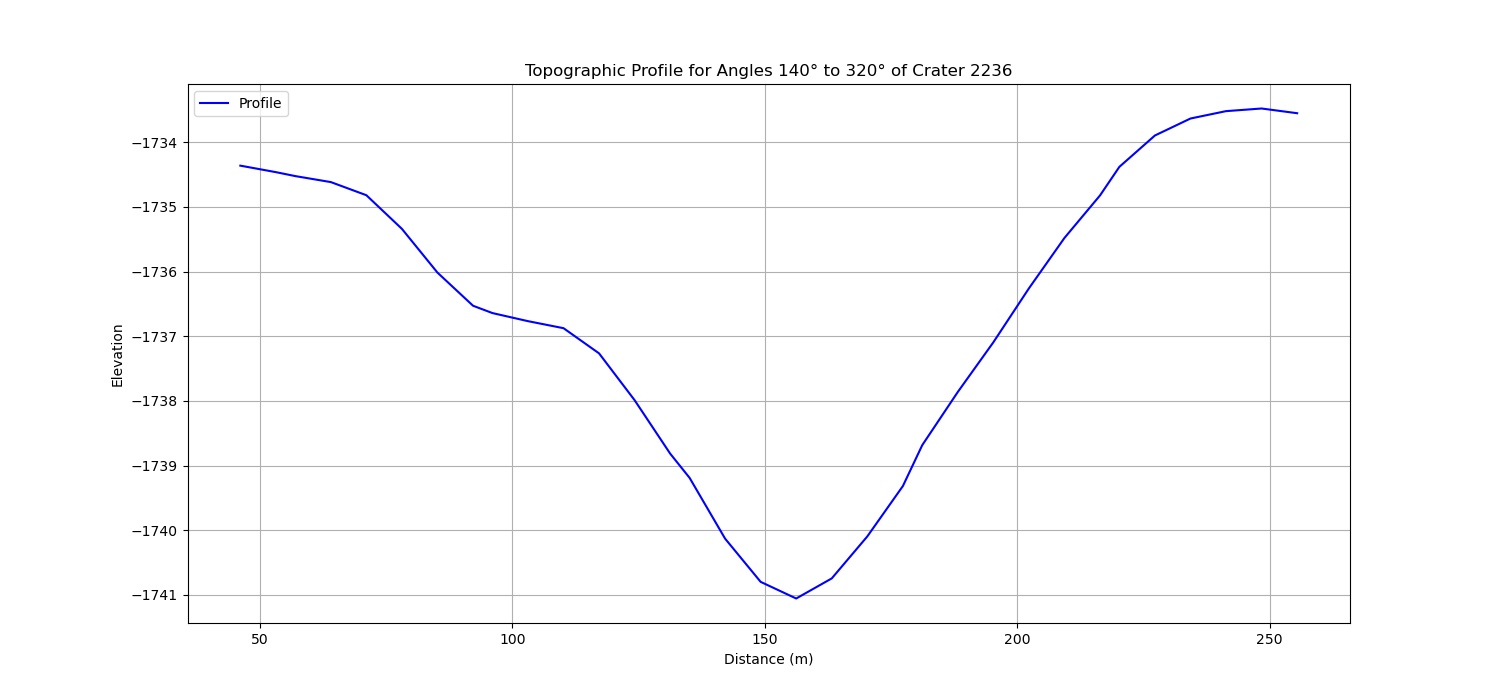 Topographic Profile for Angles 140° to 320° of Crater 2236
Profile
−1734
−1735
−1736
−1737
−1738
−1739
−1740
−1741
Elevation
50 100 150 200 250
Distance (m)